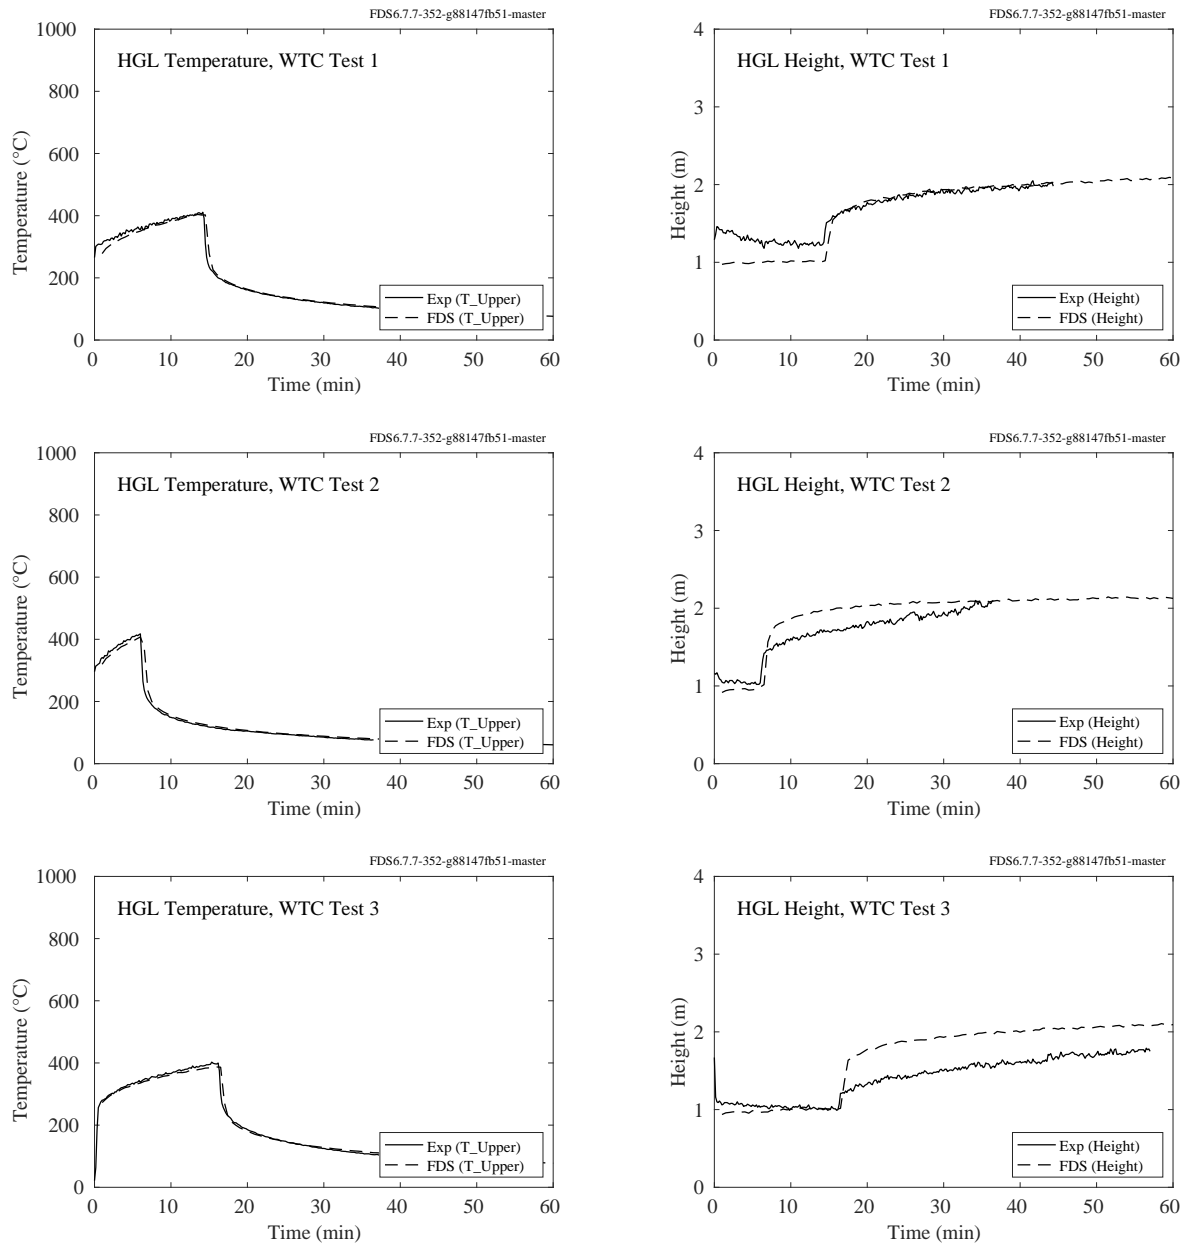 FDS6.7.7-352-g88147fb51-master
HGL Temperature, WTC Test 1
Temperature (°C)
1000
800
600
400
200
0
0 10 20 30 40 50 60
Time (min)
Exp (T_Upper)
FDS (T_Upper)
FDS6.7.7-352-g88147fb51-master
HGL Height, WTC Test 1
Height (m)
4
3
2
1
0
0 10 20 30 40 50 60
Time (min)
Exp (Height)
FDS (Height)
FDS6.7.7-352-g88147fb51-master
HGL Temperature, WTC Test 2
Temperature (°C)
1000
800
600
400
200
0
0 10 20 30 40 50 60
Time (min)
Exp (T_Upper)
FDS (T_Upper)
FDS6.7.7-352-g88147fb51-master
HGL Height, WTC Test 2
Height (m)
4
3
2
1
0
0 10 20 30 40 50 60
Time (min)
Exp (Height)
FDS (Height)
FDS6.7.7-352-g88147fb51-master
HGL Temperature, WTC Test 3
Temperature (°C)
1000
800
600
400
200
0
0 10 20 30 40 50 60
Time (min)
Exp (T_Upper)
FDS (T_Upper)
FDS6.7.7-352-g88147fb51-master
HGL Height, WTC Test 3
Height (m)
4
3
2
1
0
0 10 20 30 40 50 60
Time (min)
Exp (Height)
FDS (Height)